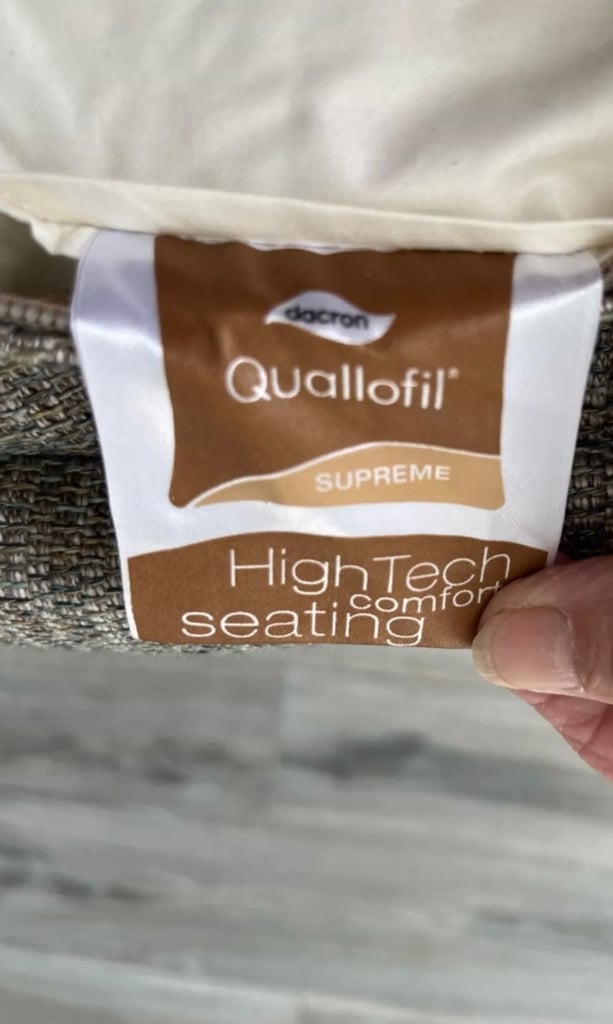 dacron
Quallofil®
SUPREME
HighTech
comfort
seating